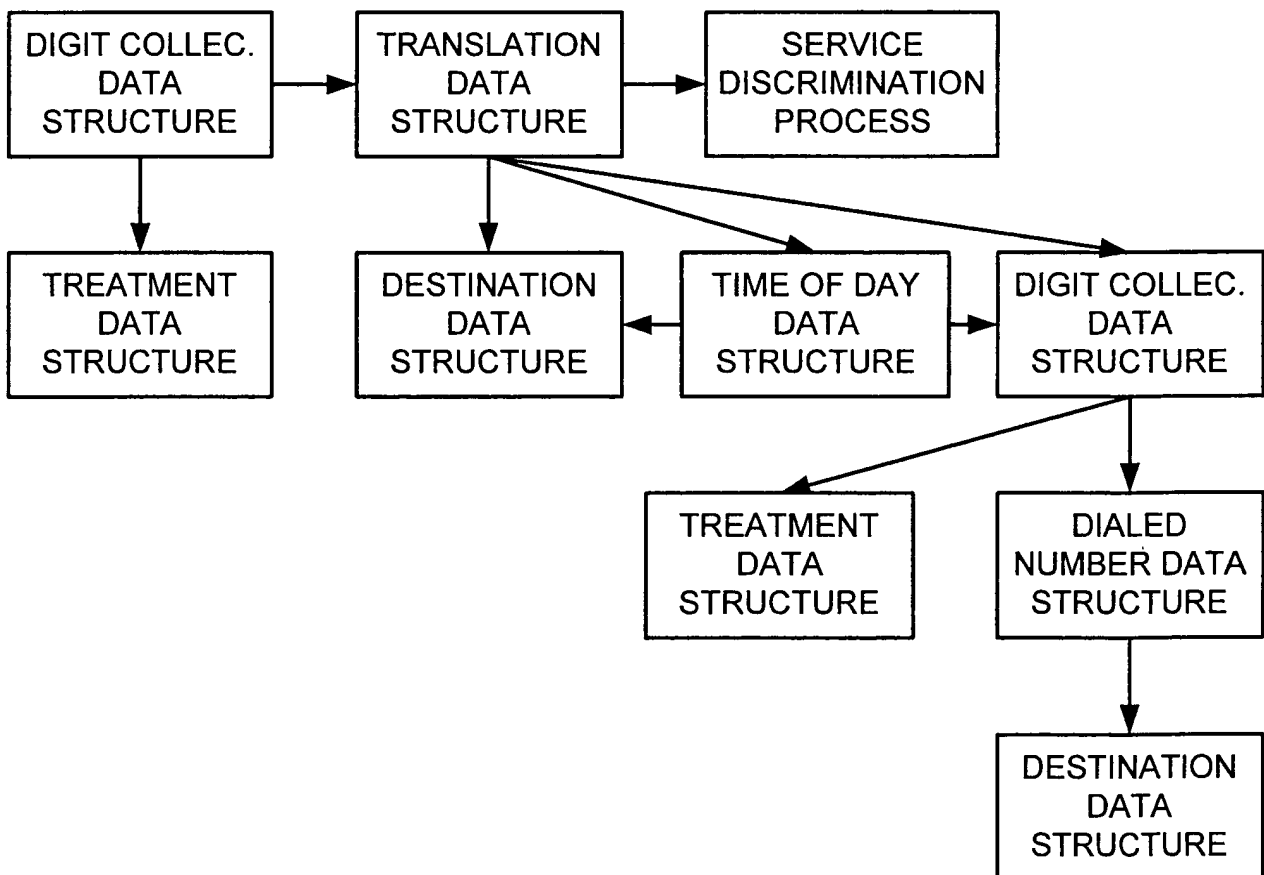 DIGIT COLLEC.
DATA
STRUCTURE
TRANSLATION
DATA
STRUCTURE
SERVICE
DISCRIMINATION
PROCESS
TREATMENT
DATA
STRUCTURE
DESTINATION
DATA
STRUCTURE
TIME OF DAY
DATA
STRUCTURE
DIGIT COLLEC.
DATA
STRUCTURE
TREATMENT
DATA
STRUCTURE
DIALED
NUMBER DATA
STRUCTURE
DESTINATION
DATA
STRUCTURE